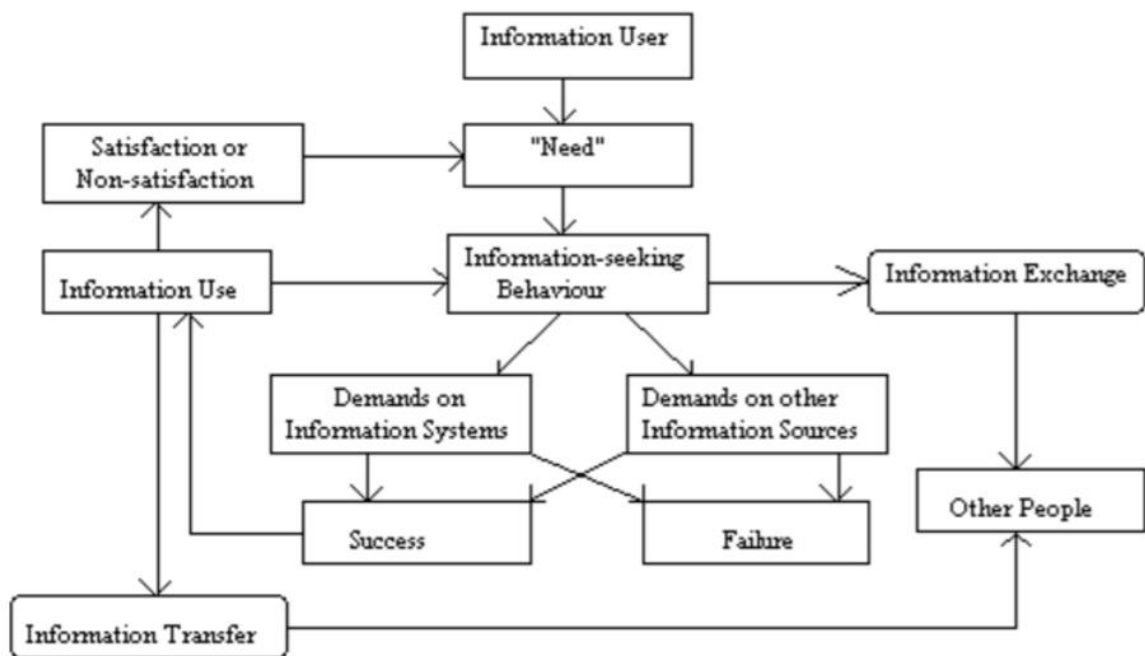 Information User
"Need"
Satisfaction or
Non-satisfaction
Information Use
Information-seeking
Behaviour
Information Exchange
Demands on
Information Systems
Demands on other
Information Sources
Success
Failure
Other People
Information Transfer